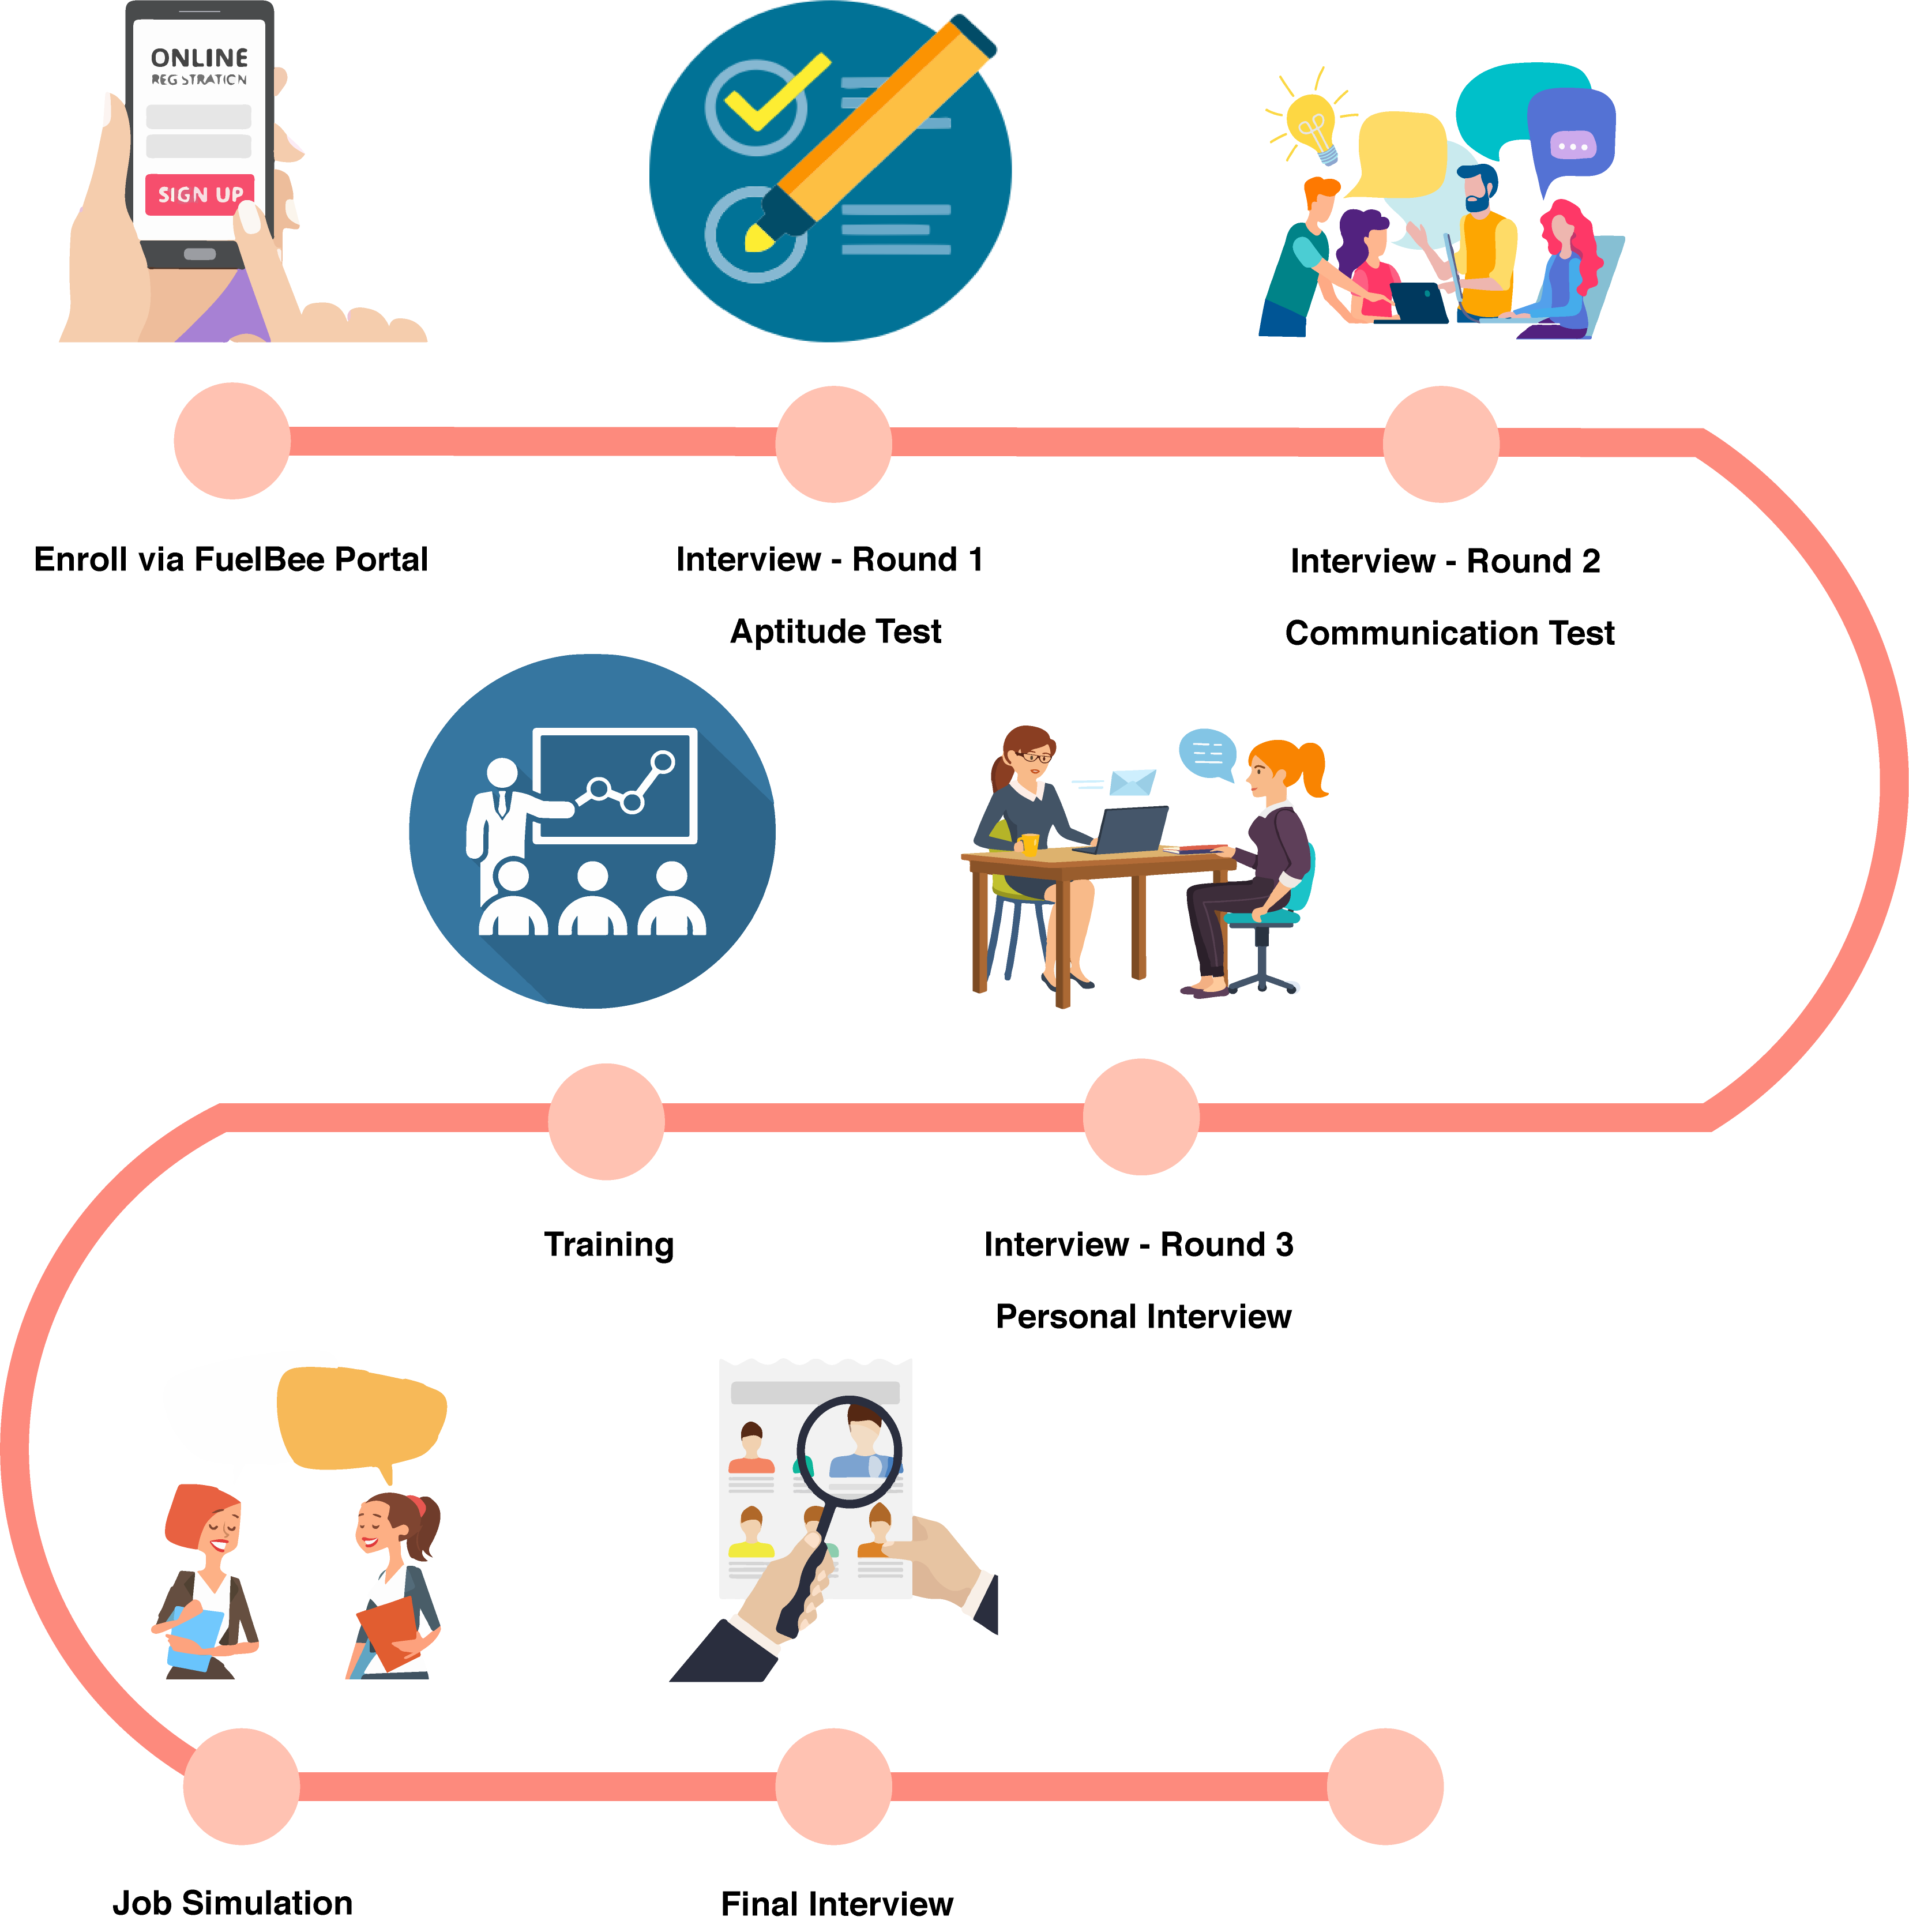 ONLINE
REGISTRATION
SIGN UP
Enroll via FuelBee Portal
Interview - Round 1
Aptitude Test
Interview - Round 2
Communication Test
Training
Interview - Round 3
Personal Interview
Job Simulation
Final Interview